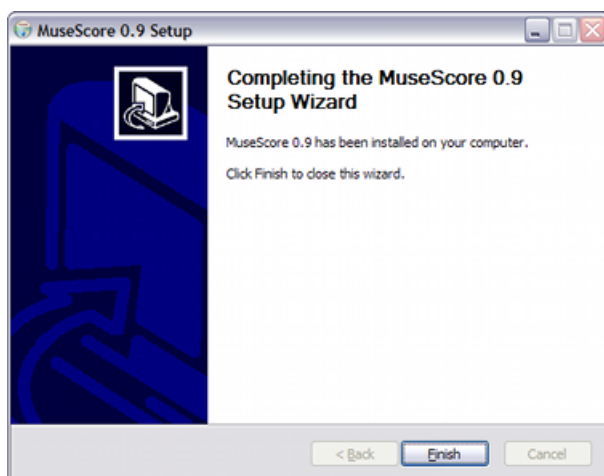 MuseScore 0.9 Setup
Completing the MuseScore 0.9
Setup Wizard
MuseScore 0.9 has been installed on your computer.
Click Finish to close this wizard.
< Back
Finish
Cancel